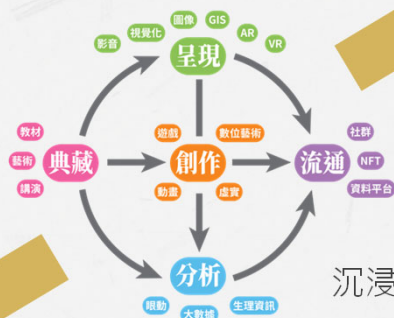 圖像 GIS
視覺化 AR
影音 VR
呈現
教材 遊戲 數位藝術 社群
藝術 典藏 創作 流通 NFT
講演 動畫 虛實 資料平台
分析
眼動 生理資訊
大數據
沉浸